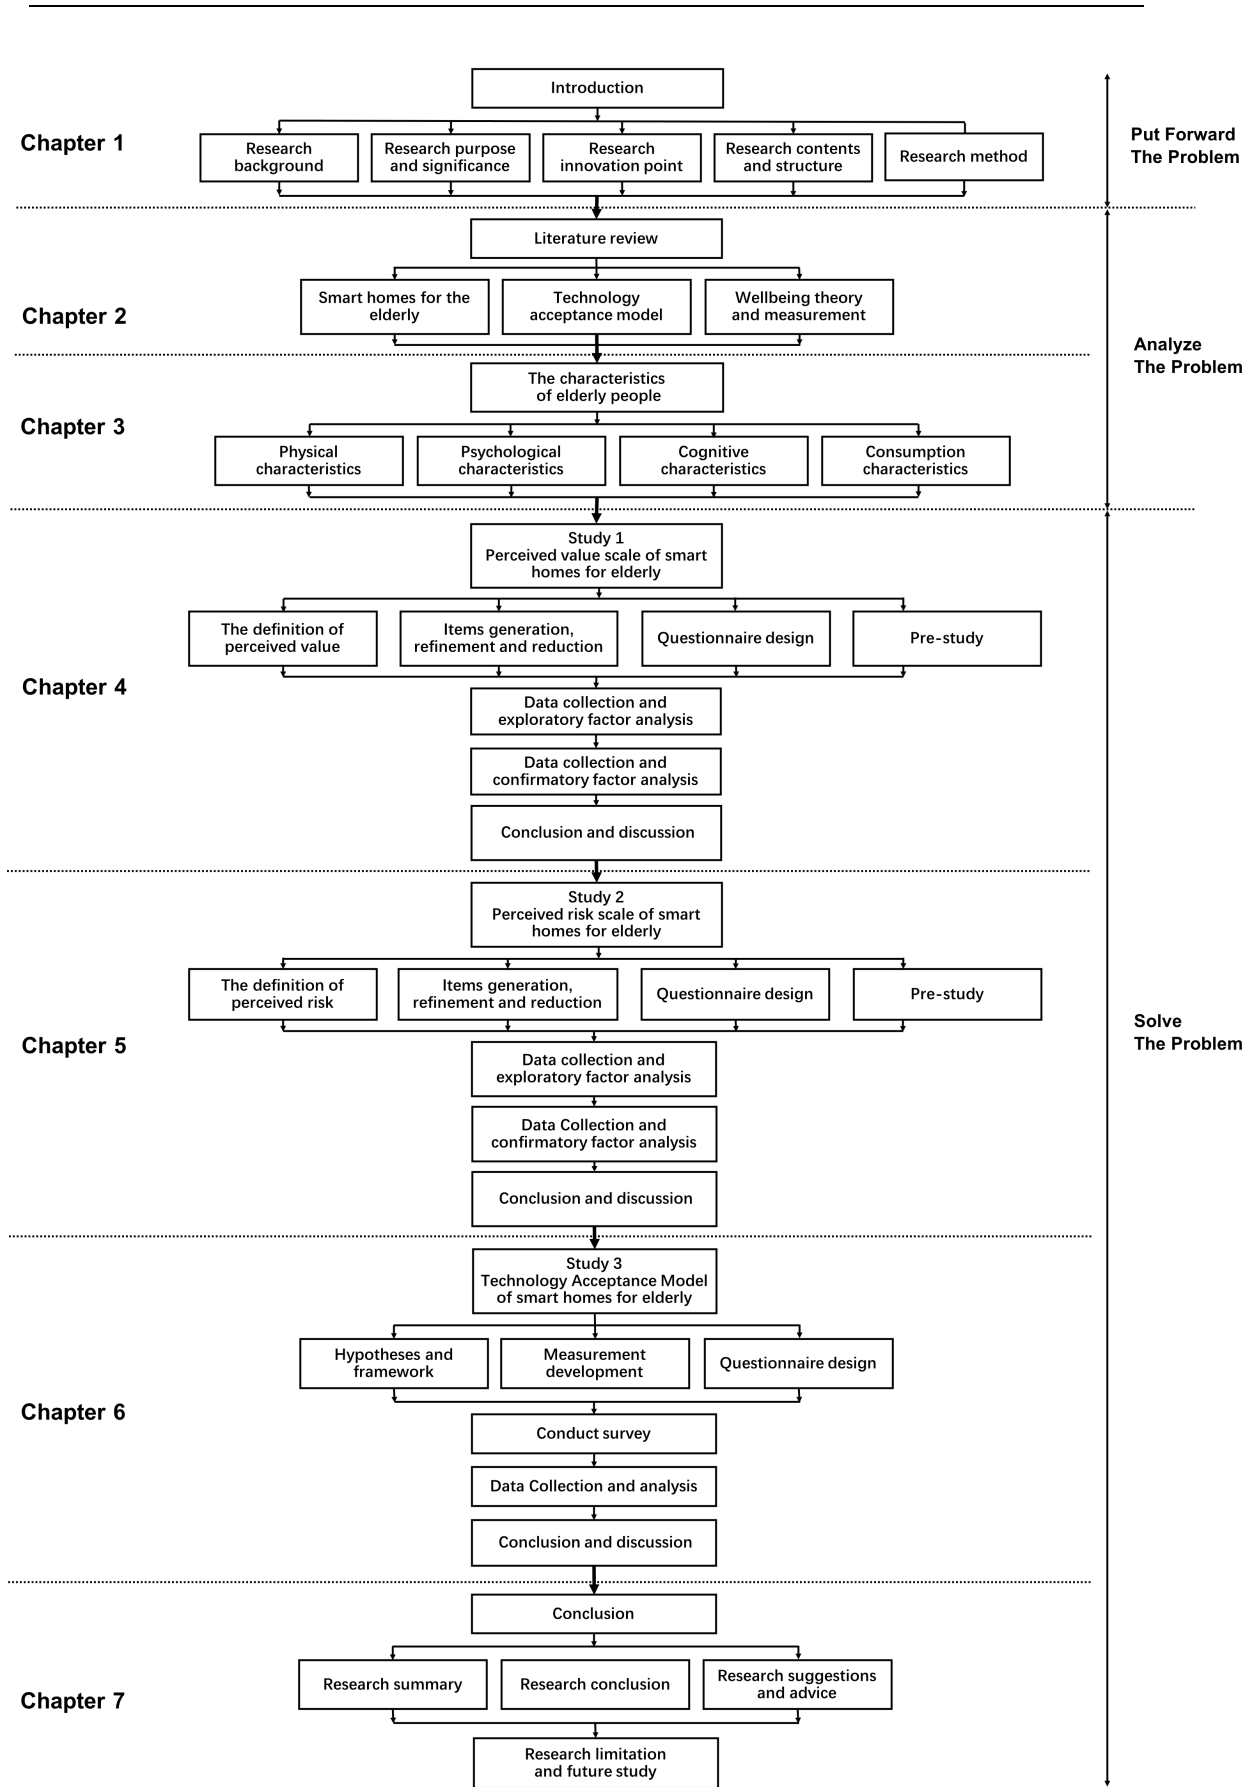 Introduction
Chapter 1
Research
background
Research purpose
and significance
Research
innovation point
Research contents
and structure
Research method
Put Forward
The Problem
Literature review
Chapter 2
Smart homes for the
elderly
Technology
acceptance model
Wellbeing theory
and measurement
Analyze
The Problem
The characteristics
of elderly people
Chapter 3
Physical
characteristics
Psychological
characteristics
Cognitive
characteristics
Consumption
characteristics
Study 1
Perceived value scale of smart
homes for elderly
The definition of
perceived value
Items generation,
refinement and reduction
Questionnaire design
Pre-study
Chapter 4
Data collection and
exploratory factor analysis
Data collection and
confirmatory factor analysis
Conclusion and discussion
Study 2
Perceived risk scale of smart
homes for elderly
The definition of
perceived risk
Items generation,
refinement and reduction
Questionnaire design
Pre-study
Solve
The Problem
Chapter 5
Data collection and
exploratory factor analysis
Data Collection and
confirmatory factor analysis
Conclusion and discussion
Study 3
Technology Acceptance Model
of smart homes for elderly
Hypotheses and
framework
Measurement
development
Questionnaire design
Chapter 6
Conduct survey
Data Collection and analysis
Conclusion and discussion
Conclusion
Chapter 7
Research summary
Research conclusion
Research suggestions
and advice
Research limitation
and future study